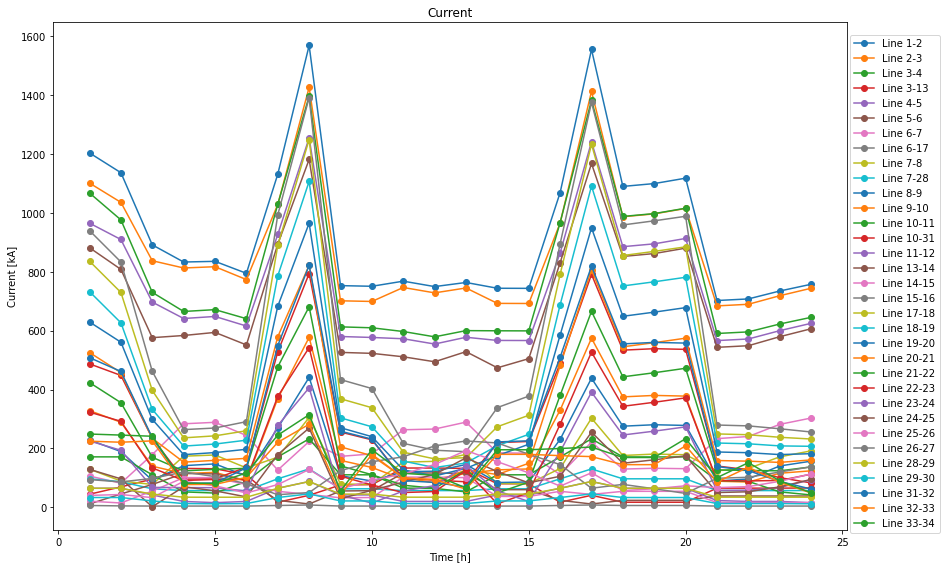 Current
1600
1400
1200
1000
800
600
400
200
0
Current [kA]
0
5
10
15
20
25
Time [h]
Line 1-2
Line 2-3
Line 3-4
Line 3-13
Line 4-5
Line 5-6
Line 6-7
Line 6-17
Line 7-8
Line 7-28
Line 8-9
Line 9-10
Line 10-11
Line 10-31
Line 11-12
Line 13-14
Line 14-15
Line 15-16
Line 17-18
Line 18-19
Line 19-20
Line 20-21
Line 21-22
Line 22-23
Line 23-24
Line 24-25
Line 25-26
Line 26-27
Line 28-29
Line 29-30
Line 31-32
Line 32-33
Line 33-34